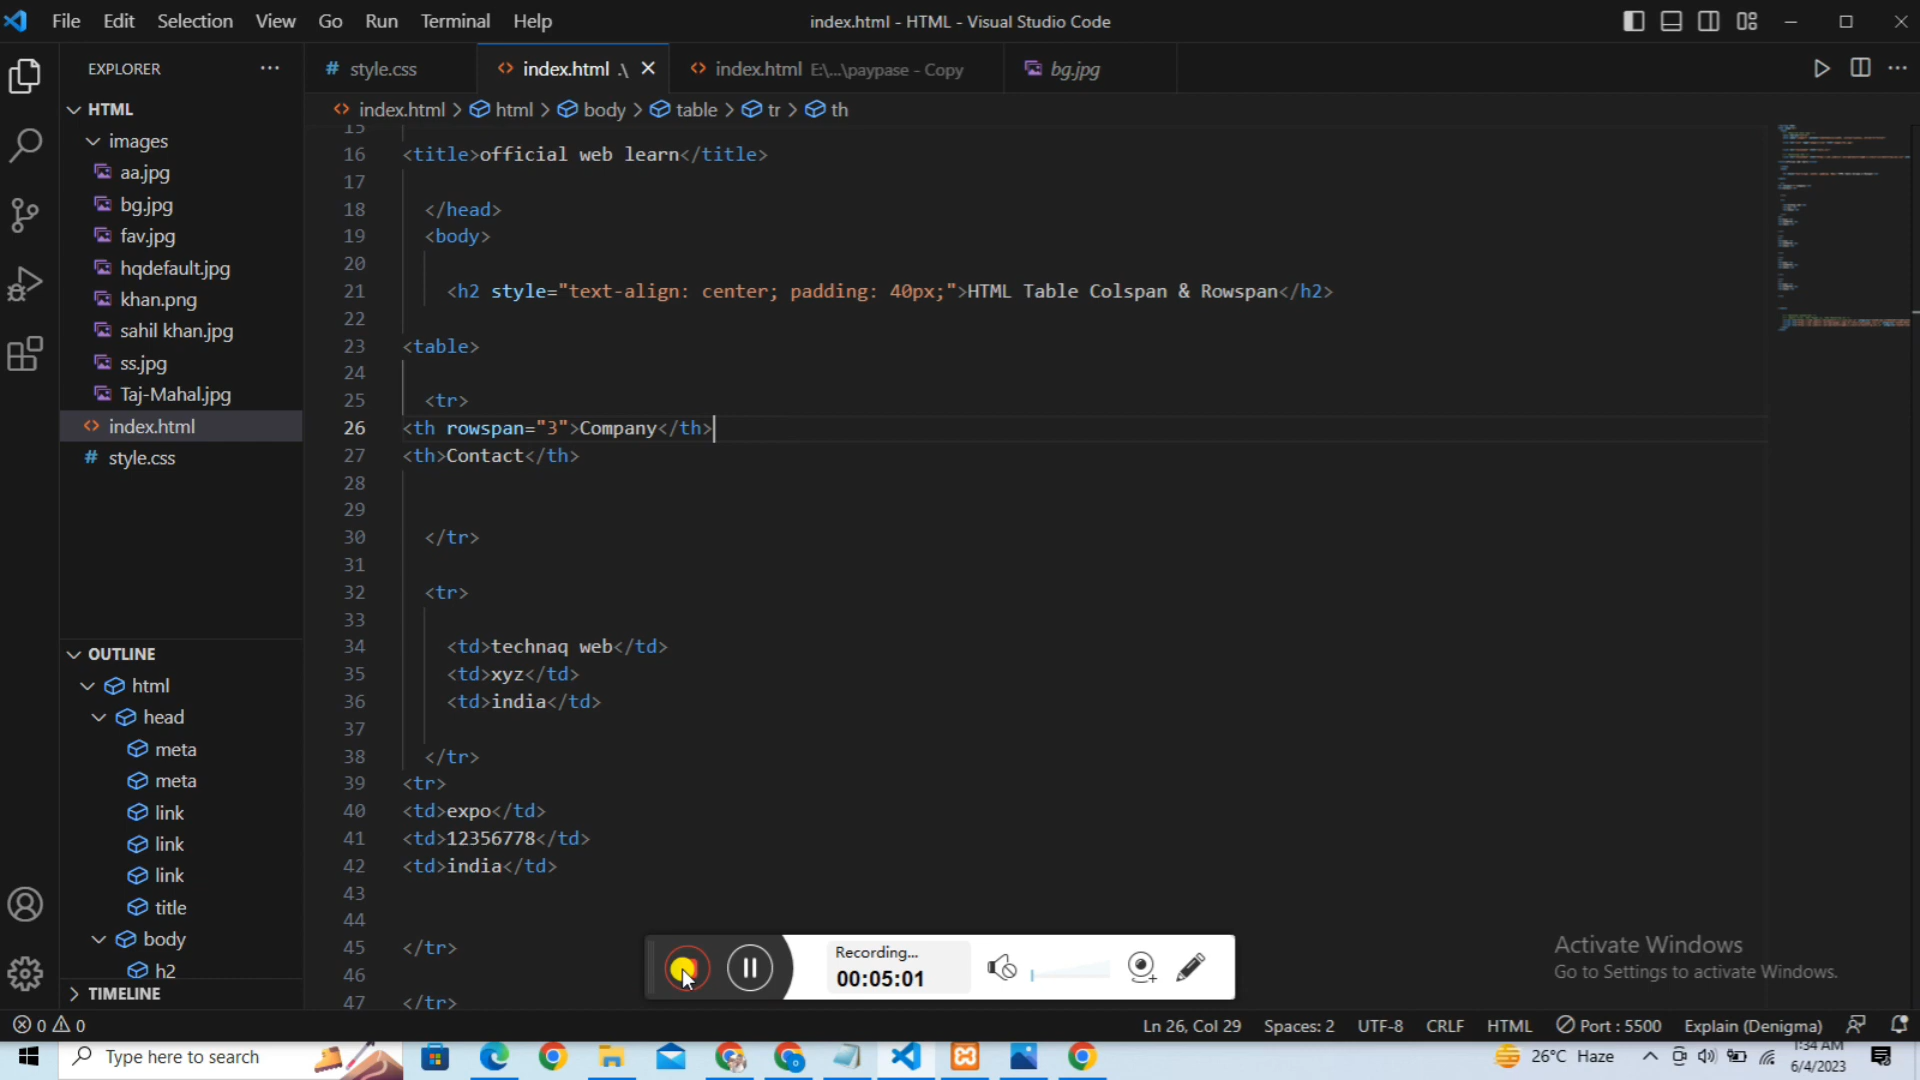 File Edit Selection View Go Run Terminal Help
index.html - HTML - Visual Studio Code
EXPLORER
# style.css
<> index.html .\
<> index.html E:\...\paypase - Copy
bg.jpg
HTML
<> index.html > html > body > table > tr > th
images
aa.jpg
bg.jpg
fav.jpg
hqdefault.jpg
khan.png
sahil khan.jpg
ss.jpg
Taj-Mahal.jpg
<> index.html
# style.css
OUTLINE
html
head
meta
meta
link
link
link
title
body
h2
TIMELINE
15
16 <title>official web learn</title>
17
18 </head>
19 <body>
20
21 <h2 style="text-align: center; padding: 40px;">HTML Table Colspan & Rowspan</h2>
22
23 <table>
24
25 <tr>
26 <th rowspan="3">Company</th>
27 <th>Contact</th>
28
29
30 </tr>
31
32 <tr>
33
34 <td>technaq web</td>
35 <td>xyz</td>
36 <td>india</td>
37
38 </tr>
39 <tr>
40 <td>expo</td>
41 <td>12356778</td>
42 <td>india</td>
43
44
45 </tr>
46
47 </tr>
Recording...
00:05:01
Activate Windows
Go to Settings to activate Windows.
0 0
Ln 26, Col 29 Spaces: 2 UTF-8 CRLF HTML Port : 5500 Explain (Denigma)
Type here to search
26°C Haze
1:34 AM
6/4/2023